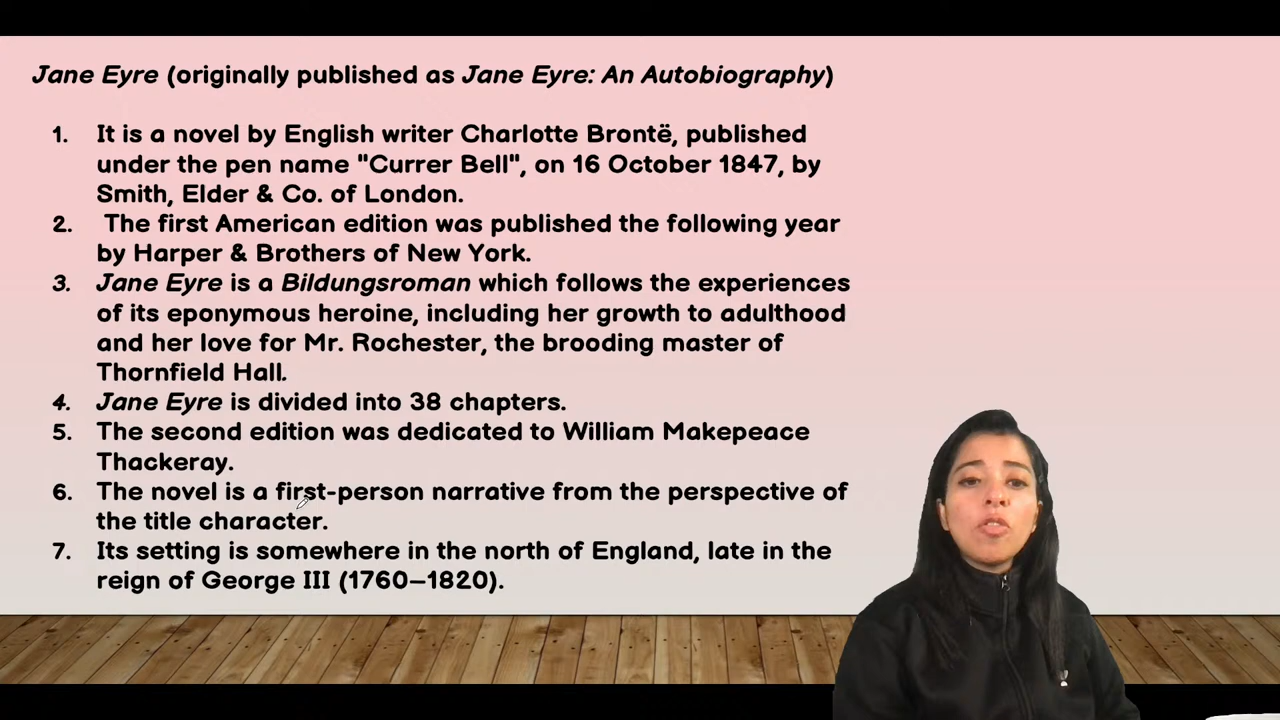 Jane Eyre (originally published as Jane Eyre: An Autobiography)
1. It is a novel by English writer Charlotte Brontë, published
under the pen name "Currer Bell", on 16 October 1847, by
Smith, Elder & Co. of London.
2. The first American edition was published the following year
by Harper & Brothers of New York.
3. Jane Eyre is a Bildungsroman which follows the experiences
of its eponymous heroine, including her growth to adulthood
and her love for Mr. Rochester, the brooding master of
Thornfield Hall.
4. Jane Eyre is divided into 38 chapters.
5. The second edition was dedicated to William Makepeace
Thackeray.
6. The novel is a first-person narrative from the perspective of
the title character.
7. Its setting is somewhere in the north of England, late in the
reign of George III (1760–1820).